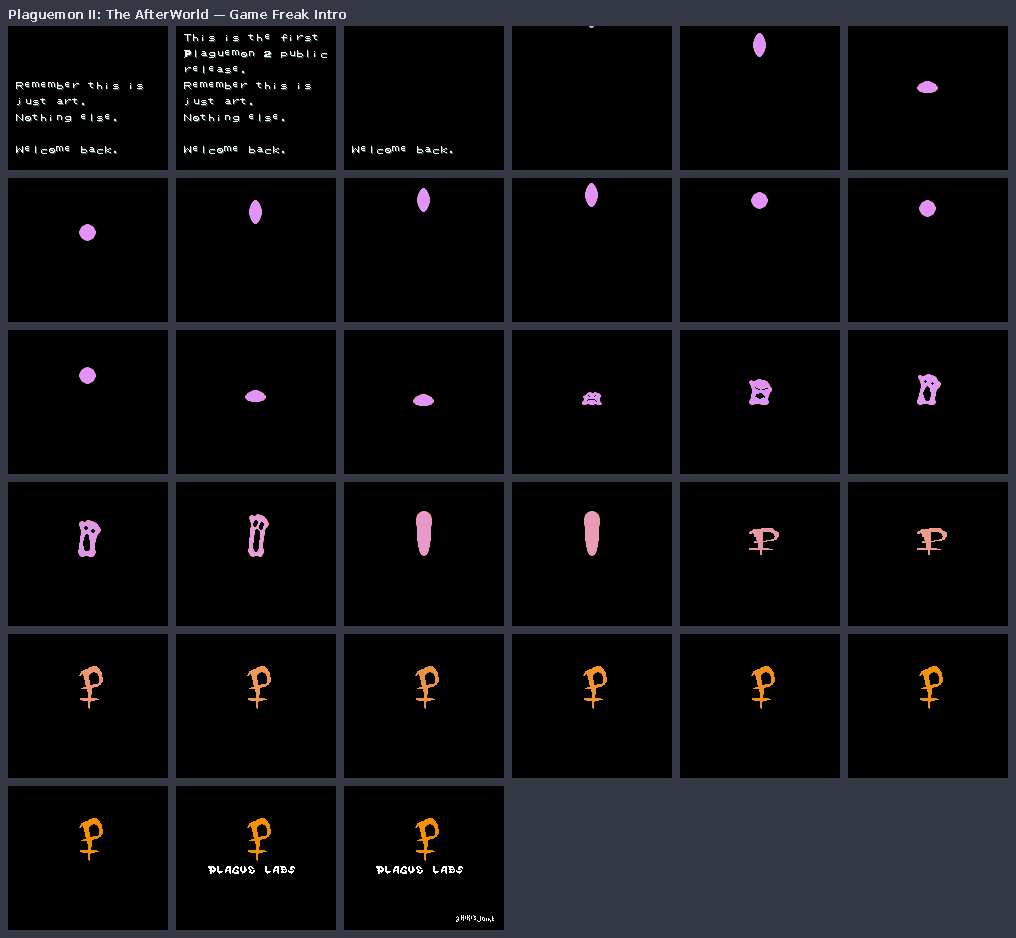 Plaguemon II: The AfterWorld — Game Freak Intro
Remember this is
just art.
Nothing else.
Welcome back.
This is the first
Plaguemon 2 public
release.
Remember this is
just art.
Nothing else.
Welcome back.
Welcome back.
PLAGUS LABS
PLAGUS LABS